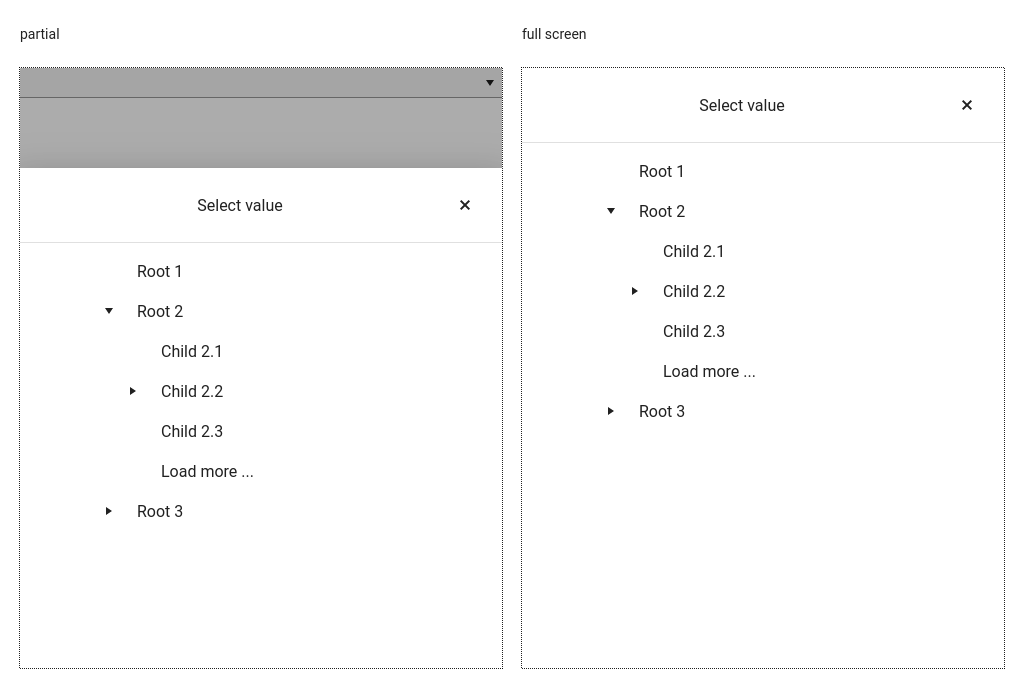 partial
Select value
Root 1
Root 2
Child 2.1
Child 2.2
Child 2.3
Load more ...
Root 3
full screen
Select value
Root 1
Root 2
Child 2.1
Child 2.2
Child 2.3
Load more ...
Root 3